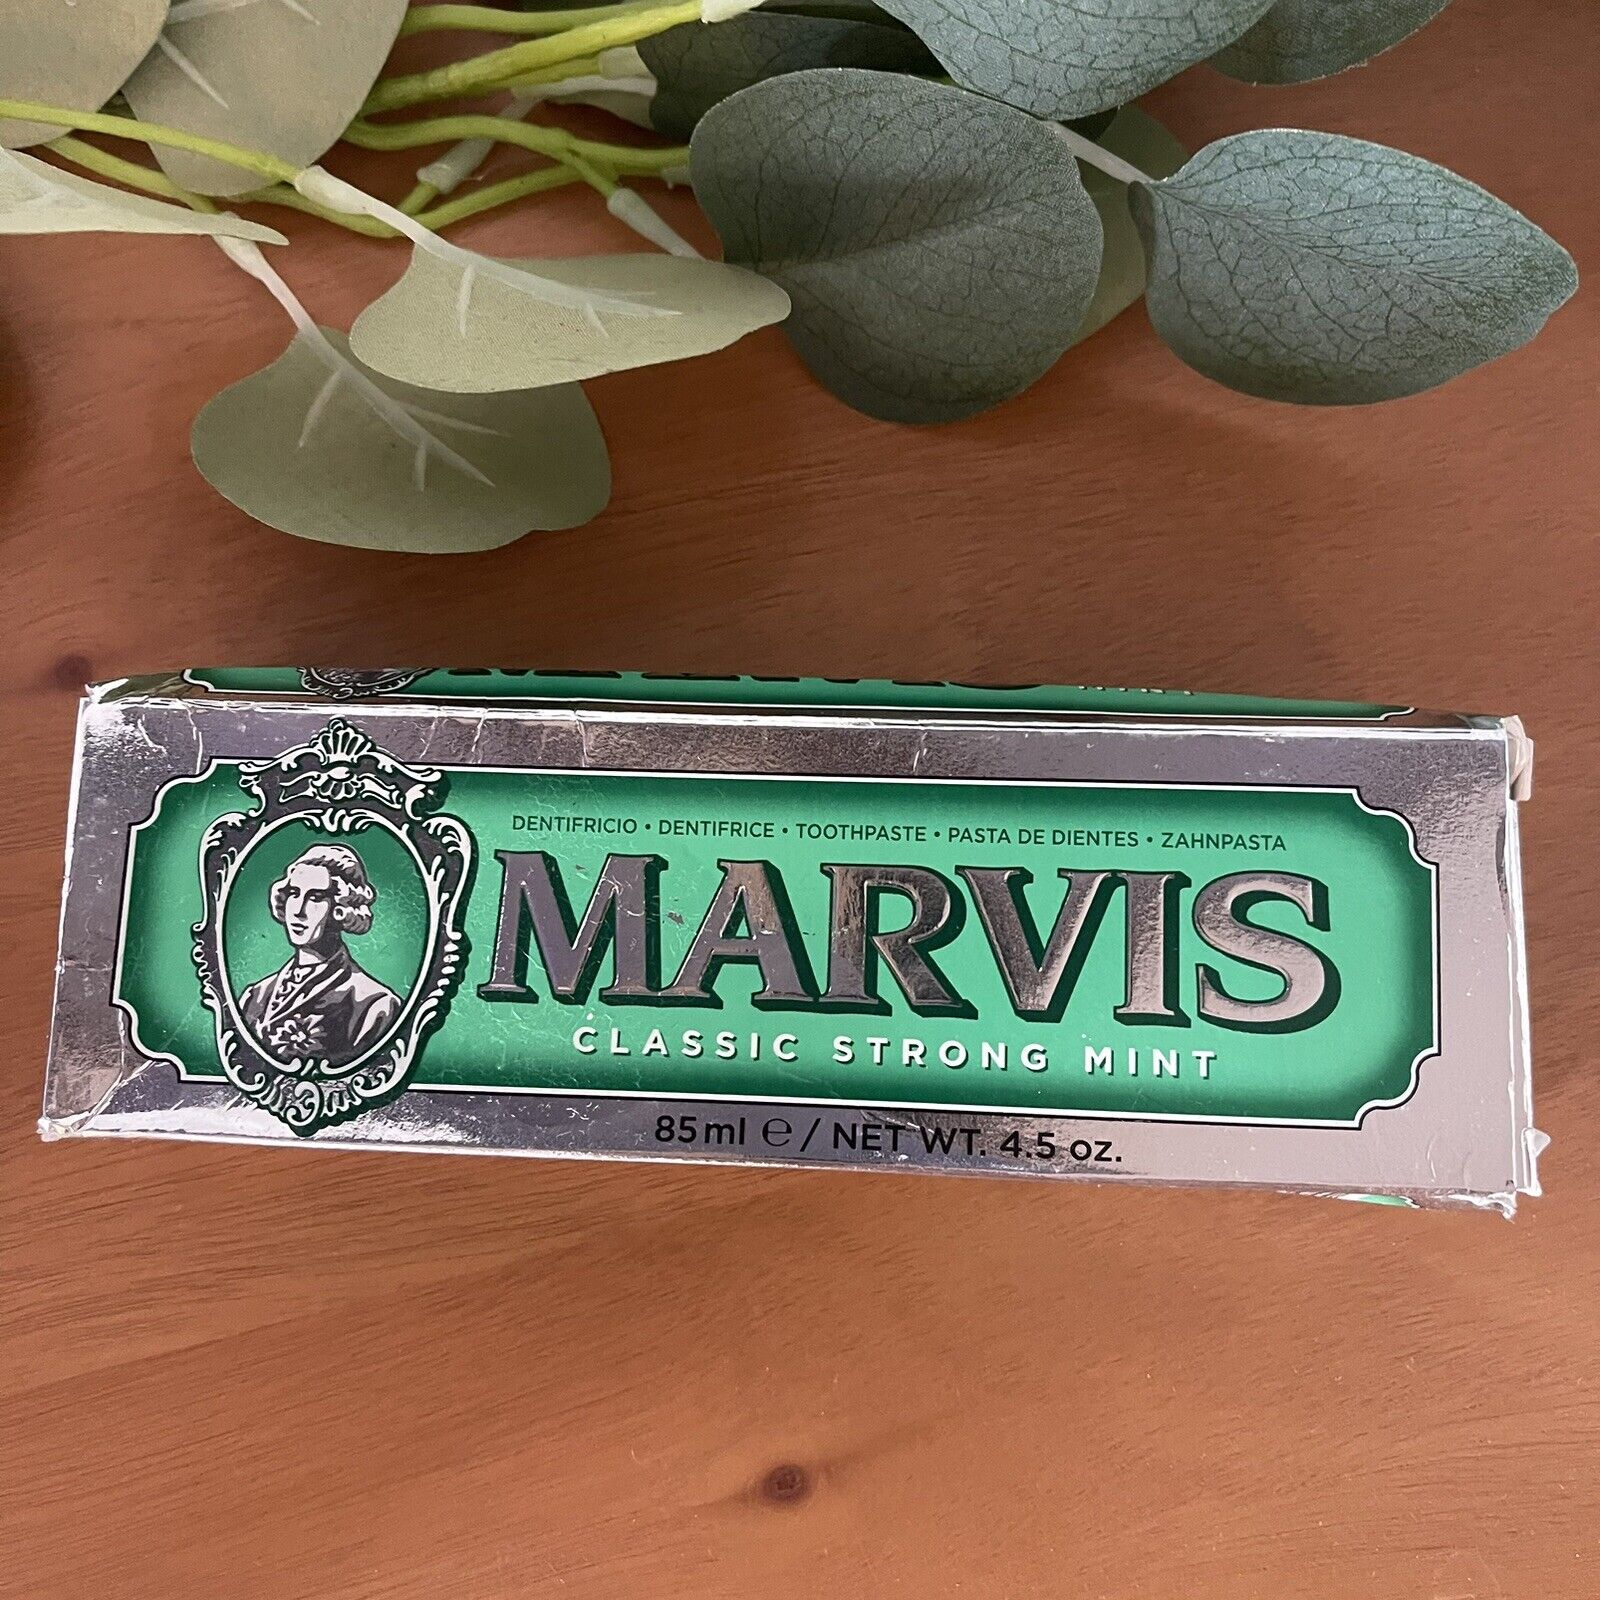 DENTIFRICIO • DENTIFRICE • TOOTHPASTE • PASTA DE DIENTES • ZAHNPASTA
MARVIS
CLASSIC STRONG MINT
85ml ℮ / NET WT. 4.5 oz.